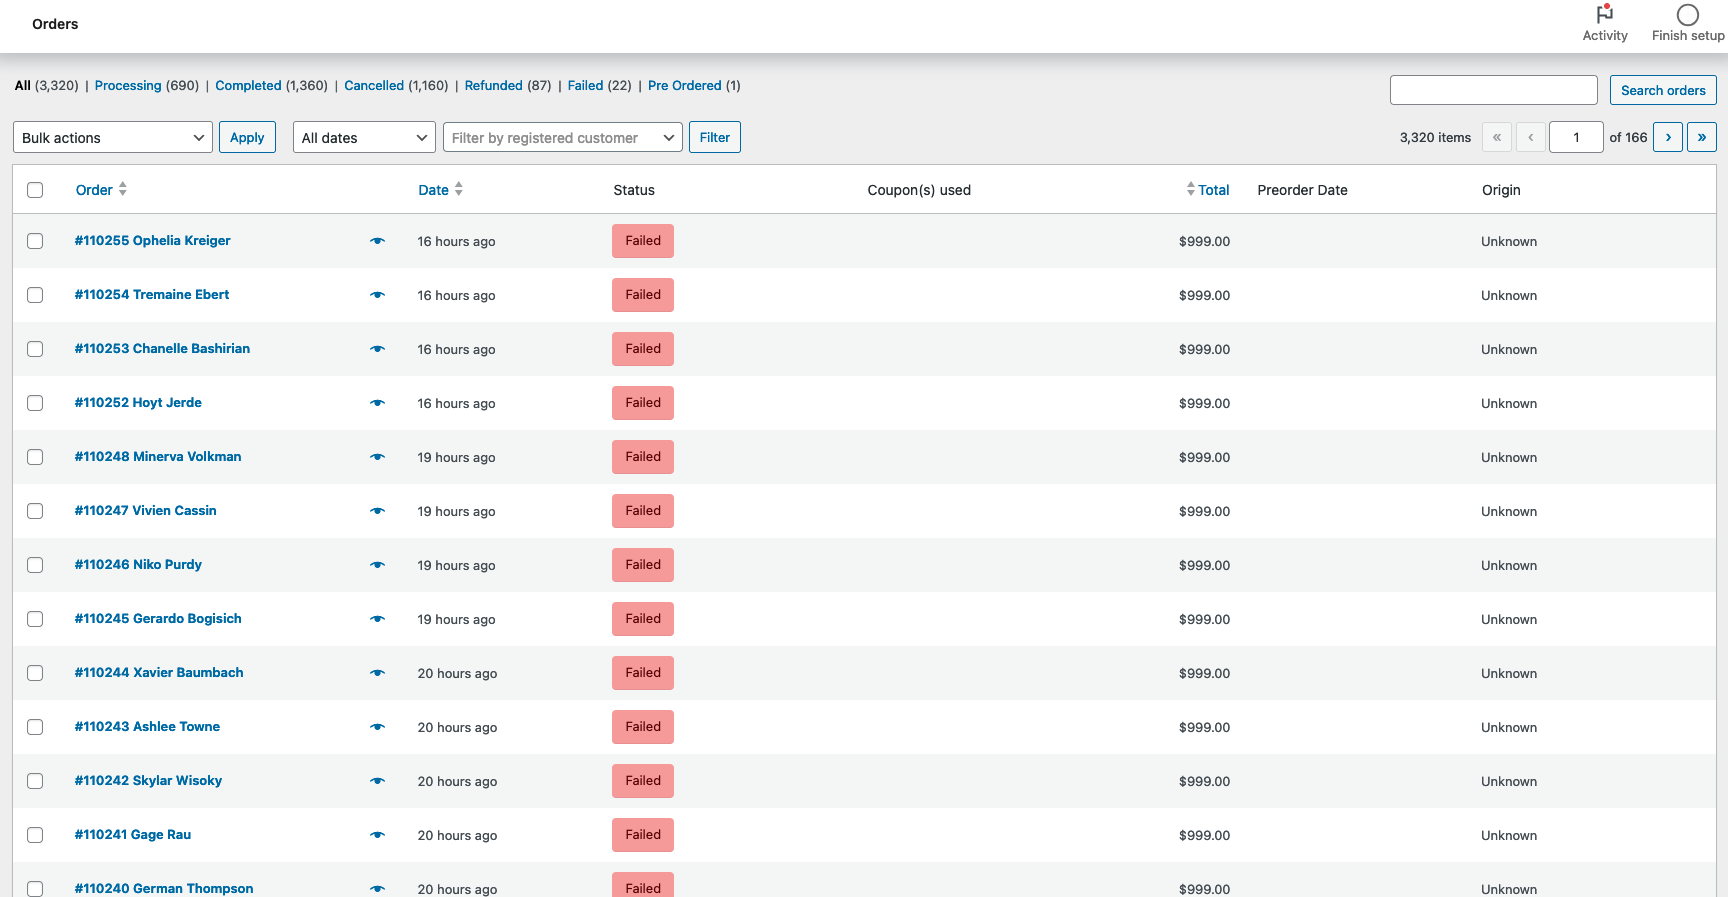 Orders
Activity
Finish setup
All (3,320) | Processing (690) | Completed (1,360) | Cancelled (1,160) | Refunded (87) | Failed (22) | Pre Ordered (1)
Search orders
Bulk actions Apply All dates Filter by registered customer Filter 3,320 items « ‹ 1 of 166 › »
Order Date Status Coupon(s) used Total Preorder Date Origin
#110255 Ophelia Kreiger 16 hours ago Failed $999.00 Unknown
#110254 Tremaine Ebert 16 hours ago Failed $999.00 Unknown
#110253 Chanelle Bashirian 16 hours ago Failed $999.00 Unknown
#110252 Hoyt Jerde 16 hours ago Failed $999.00 Unknown
#110248 Minerva Volkman 19 hours ago Failed $999.00 Unknown
#110247 Vivien Cassin 19 hours ago Failed $999.00 Unknown
#110246 Niko Purdy 19 hours ago Failed $999.00 Unknown
#110245 Gerardo Bogisich 19 hours ago Failed $999.00 Unknown
#110244 Xavier Baumbach 20 hours ago Failed $999.00 Unknown
#110243 Ashlee Towne 20 hours ago Failed $999.00 Unknown
#110242 Skylar Wisoky 20 hours ago Failed $999.00 Unknown
#110241 Gage Rau 20 hours ago Failed $999.00 Unknown
#110240 German Thompson 20 hours ago Failed $999.00 Unknown